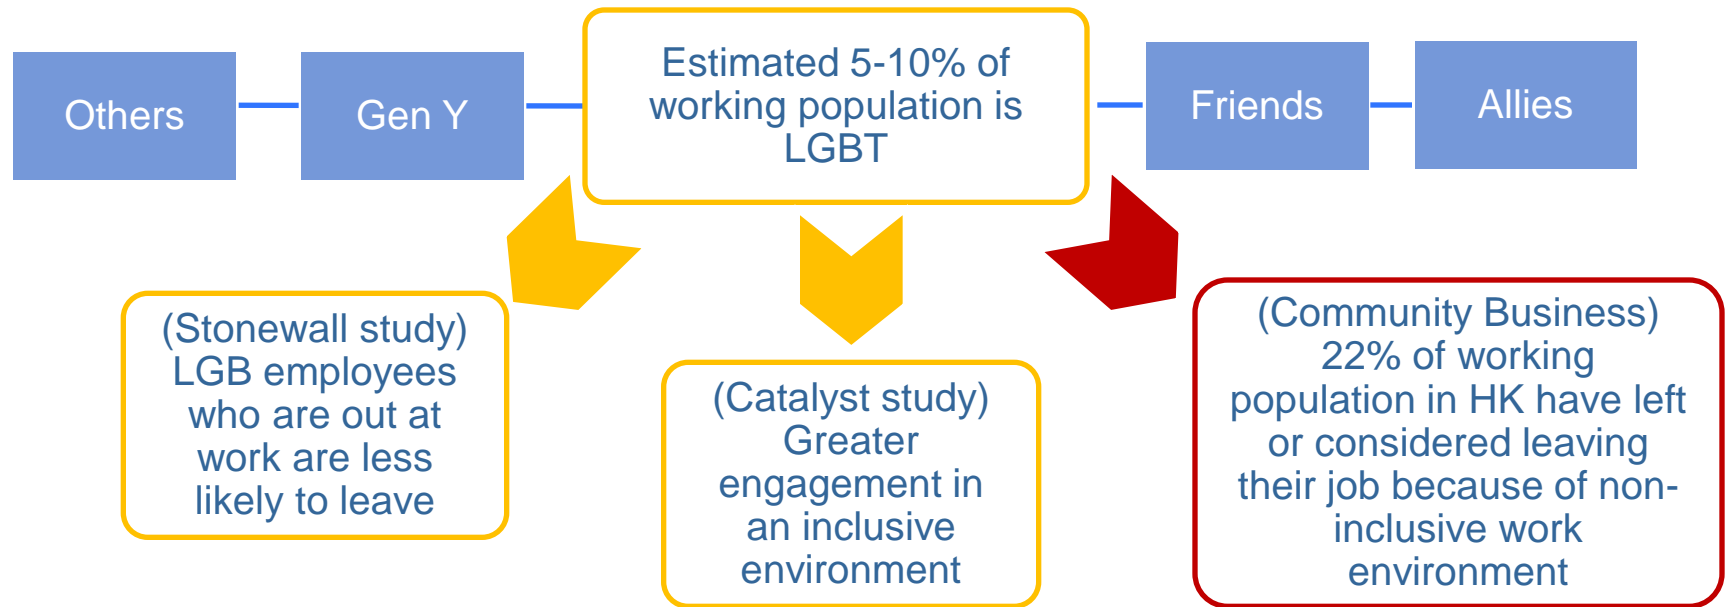 Others
Gen Y
Estimated 5-10% of
working population is
LGBT
Friends
Allies
(Stonewall study)
LGB employees
who are out at
work are less
likely to leave
(Catalyst study)
Greater
engagement in
an inclusive
environment
(Community Business)
22% of working
population in HK have left
or considered leaving
their job because of non-
inclusive work
environment